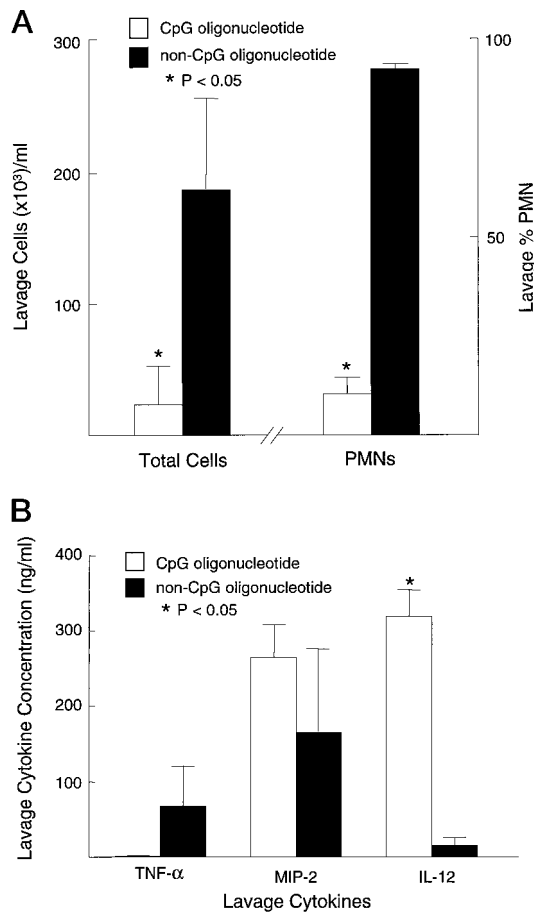 A
CpG oligonucleotide
non-CpG oligonucleotide
* P < 0.05
300
200
100
Lavage Cells (x10³)/ml
100
50
Lavage % PMN
*
*
Total Cells
PMNs
B
CpG oligonucleotide
non-CpG oligonucleotide
* P < 0.05
400
300
200
100
Lavage Cytokine Concentration (ng/ml)
*
TNF-α
MIP-2
IL-12
Lavage Cytokines